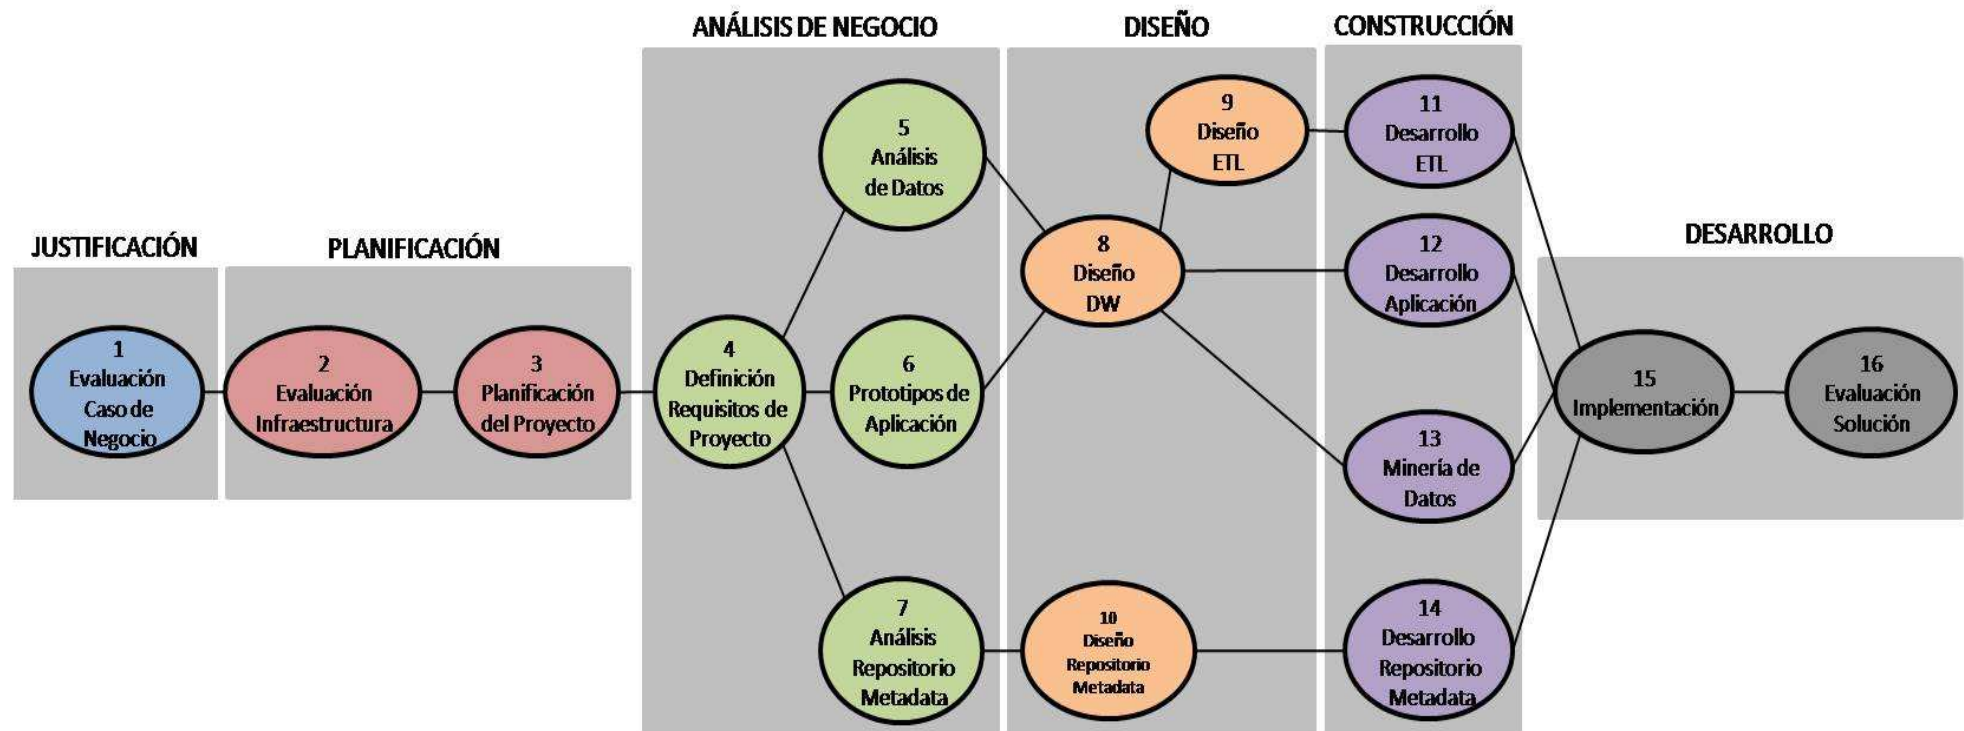 ANÁLISIS DE NEGOCIO
DISEÑO
CONSTRUCCIÓN
JUSTIFICACIÓN
PLANIFICACIÓN
DESARROLLO
1
Evaluación
Caso de
Negocio
2
Evaluación
Infraestructura
3
Planificación
del Proyecto
4
Definición
Requisitos de
Proyecto
5
Análisis
de Datos
6
Prototipos de
Aplicación
7
Análisis
Repositorio
Metadata
8
Diseño
DW
9
Diseño
ETL
10
Diseño
Repositorio
Metadata
11
Desarrollo
ETL
12
Desarrollo
Aplicación
13
Minería de
Datos
14
Desarrollo
Repositorio
Metadata
15
Implementación
16
Evaluación
Solución